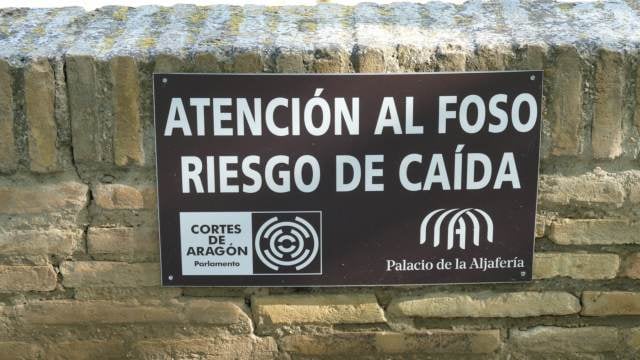 ATENCIÓN AL FOSO
RIESGO DE CAÍDA
CORTES
DE
ARAGÓN
Parlamento
Palacio de la Aljafería